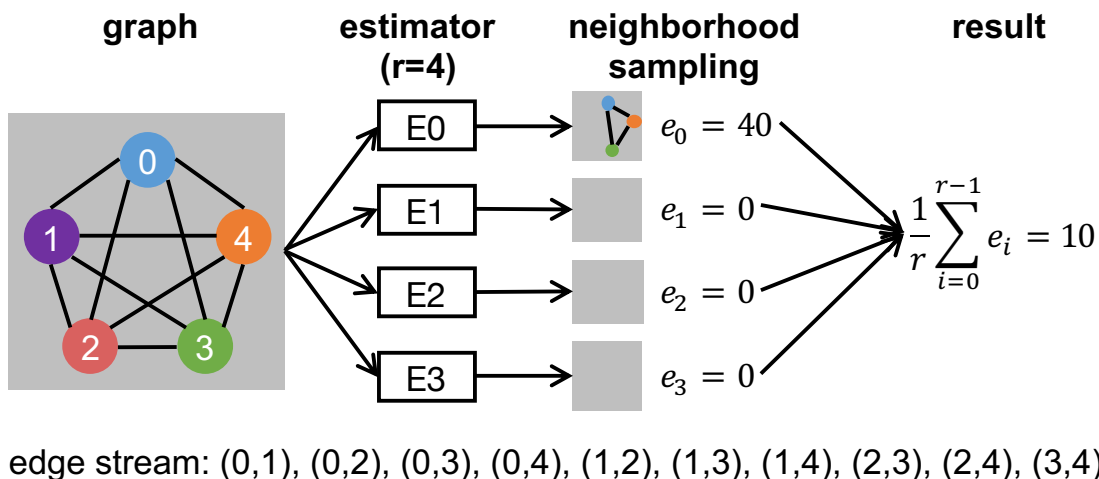 graph
estimator
(r=4)
neighborhood
sampling
result
0
1
4
2
3
E0
E1
E2
E3
e₀ = 40
e₁ = 0
e₂ = 0
e₃ = 0
1/r ∑_{i=0}^{r−1} eᵢ = 10
edge stream: (0,1), (0,2), (0,3), (0,4), (1,2), (1,3), (1,4), (2,3), (2,4), (3,4)